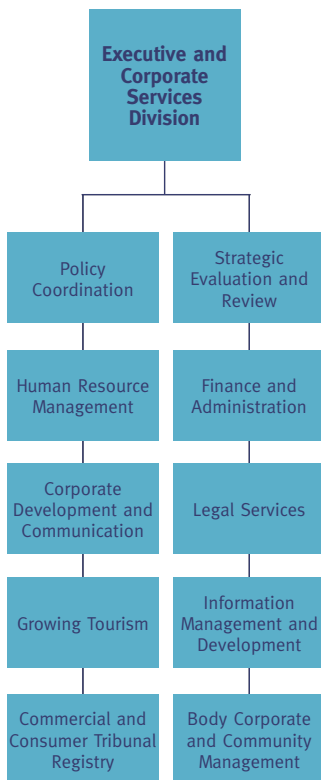 Executive and
Corporate
Services
Division
Policy
Coordination
Strategic
Evaluation and
Review
Human Resource
Management
Finance and
Administration
Corporate
Development and
Communication
Legal Services
Growing Tourism
Information
Management and
Development
Commercial and
Consumer Tribunal
Registry
Body Corporate
and Community
Management